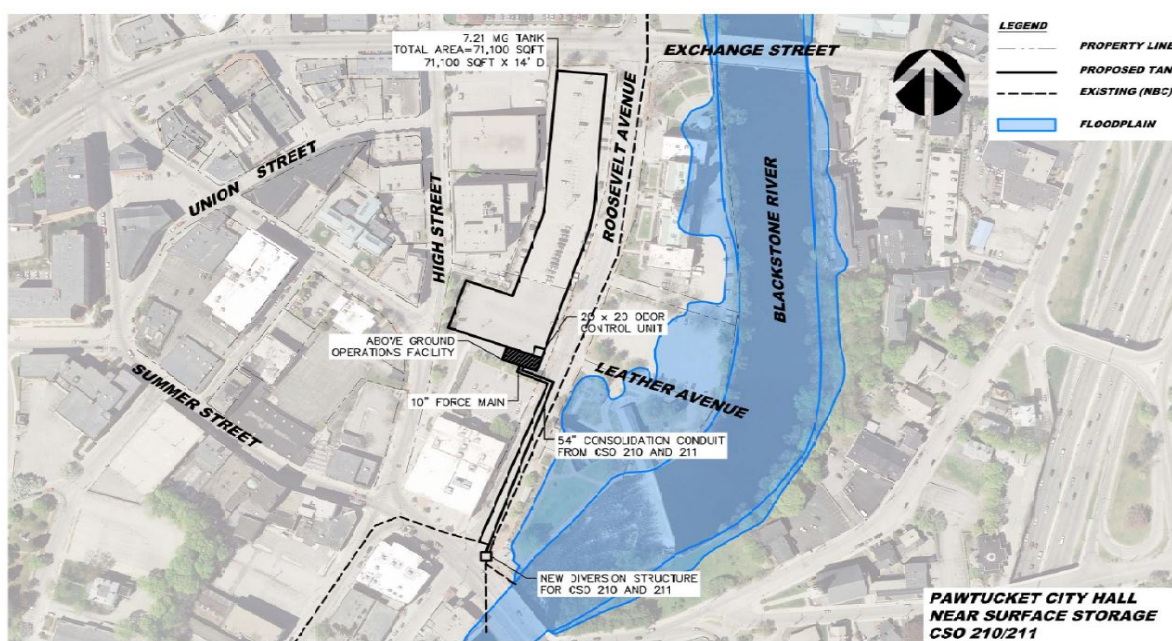 7.21 MG TANK
TOTAL AREA=71,100 SQFT
71,100 SQFT X 14' D
EXCHANGE STREET
LEGEND
PROPERTY LINE
PROPOSED TAN
EXISTING (NBC)
FLOODPLAIN
UNION STREET
HIGH STREET
ROOSEVELT AVENUE
BLACKSTONE RIVER
20 x 20 ODOR
CONTROL UNIT
ABOVE GROUND
OPERATIONS FACILITY
LEATHER AVENUE
SUMMER STREET
10" FORCE MAIN
54" CONSOLIDATION CONDUIT
FROM CSO 210 AND 211
NEW DIVERSION STRUCTURE
FOR CSO 210 AND 211
PAWTUCKET CITY HALL
NEAR SURFACE STORAGE
CSO 210/211